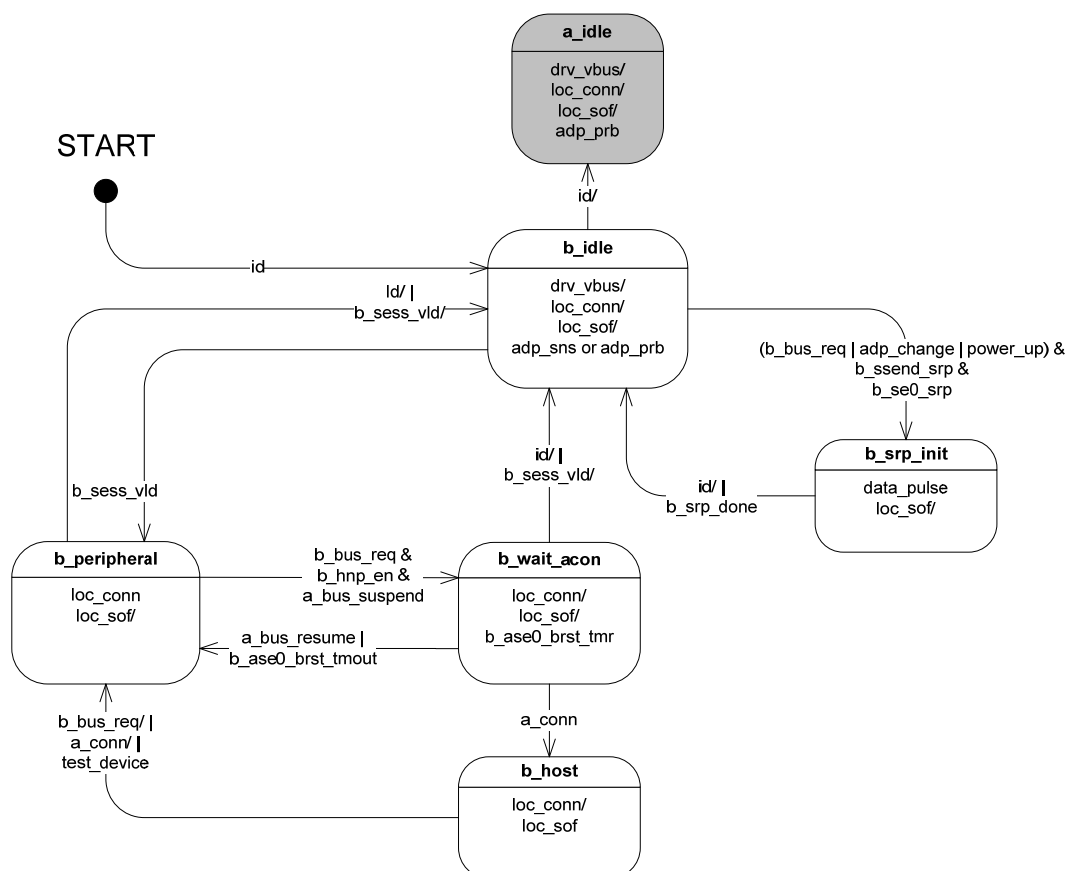 a_idle
drv_vbus/
loc_conn/
loc_sof/
adp_prb
START
id/
b_idle
id
drv_vbus/
loc_conn/
loc_sof/
adp_sns or adp_prb
Id/ |
b_sess_vld/
(b_bus_req | adp_change | power_up) &
b_ssend_srp &
b_se0_srp
b_srp_init
data_pulse
loc_sof/
id/ |
b_sess_vld/
id/ |
b_srp_done
b_sess_vld
b_peripheral
loc_conn
loc_sof/
b_bus_req &
b_hnp_en &
a_bus_suspend
b_wait_acon
loc_conn/
loc_sof/
b_ase0_brst_tmr
a_bus_resume |
b_ase0_brst_tmout
b_bus_req/ |
a_conn/ |
test_device
a_conn
b_host
loc_conn/
loc_sof